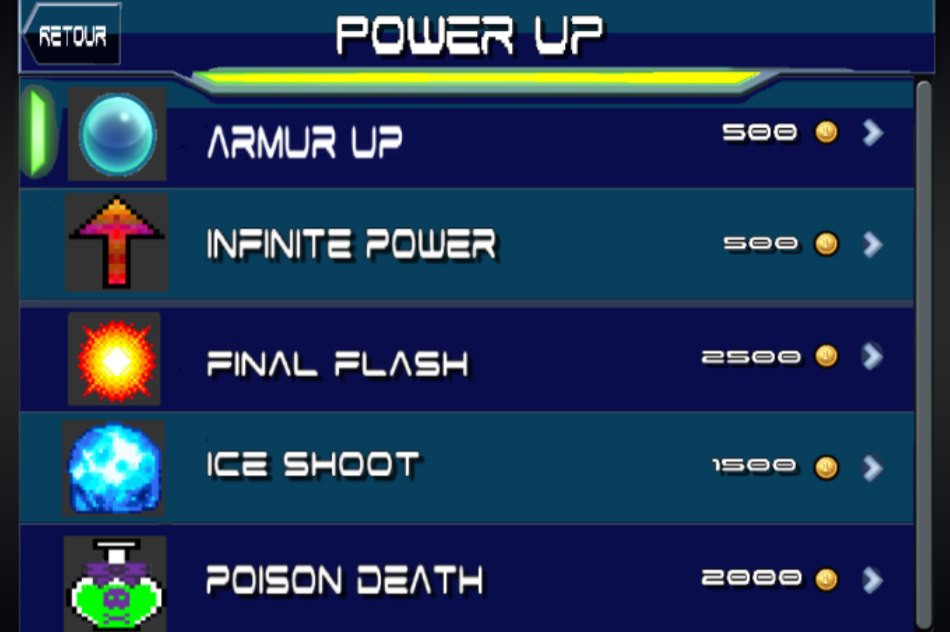 RETOUR
POWER UP
ARMUR UP 500
INFINITE POWER 500
FINAL FLASH 2500
ICE SHOOT 1500
POISON DEATH 2000